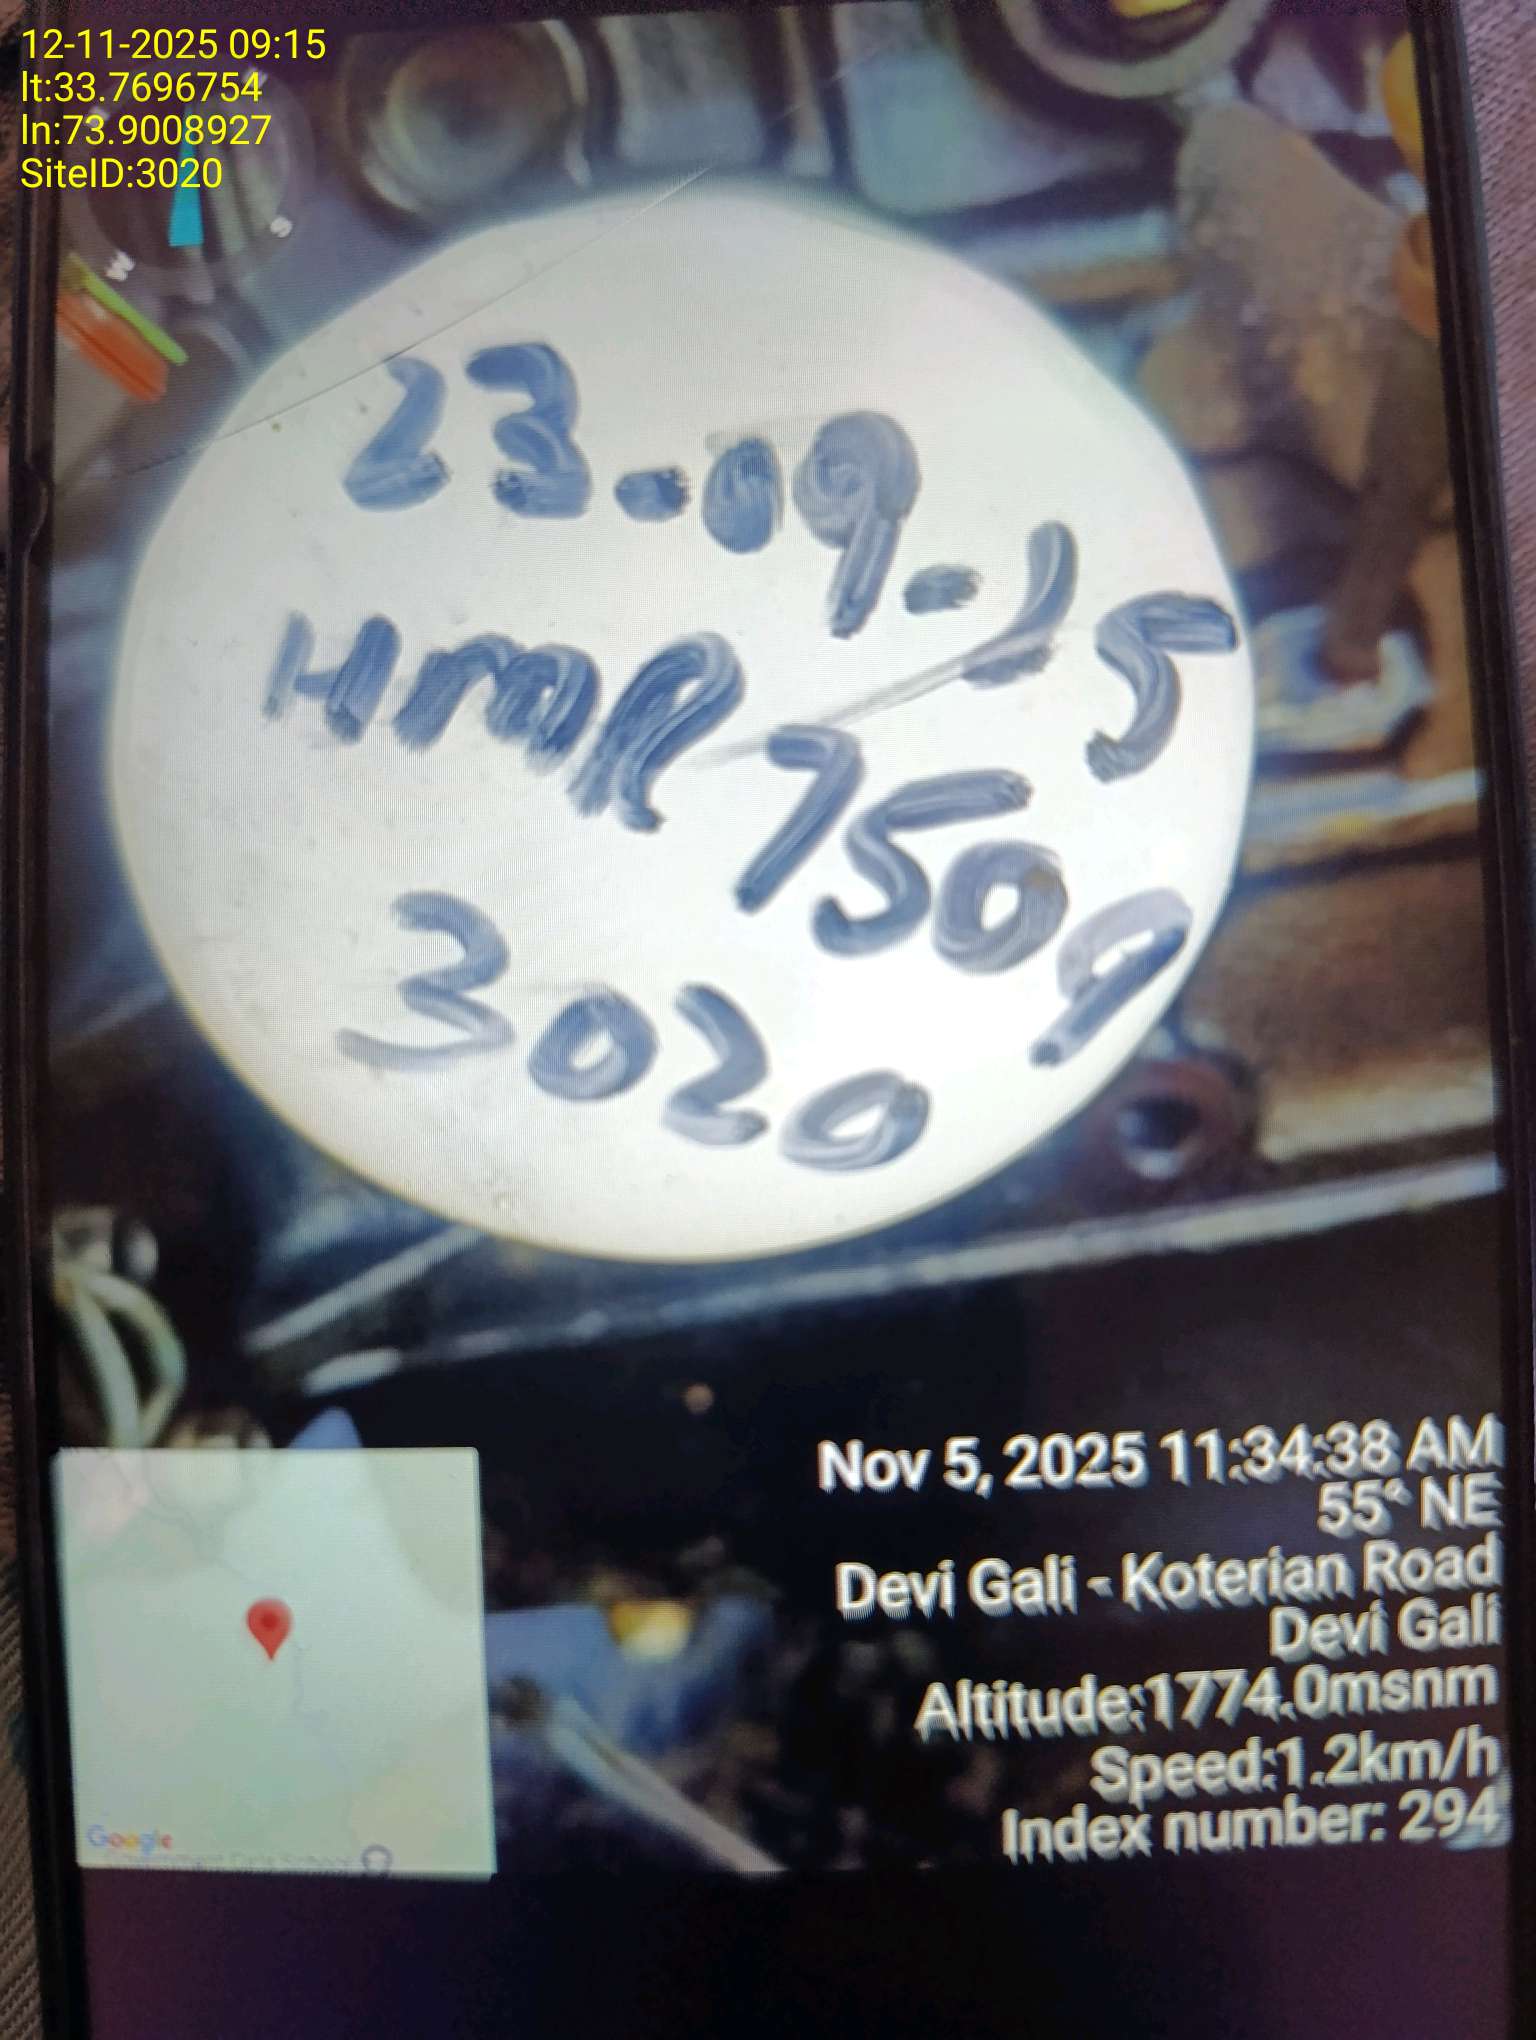 12-11-2025 09:15
lt:33.7696754
ln:73.9008927
SiteID:3020
W
S
23-09-25
HMR 7509
3020
Nov 5, 2025 11:34:38 AM
55° NE
Devi Gali - Koterian Road
Devi Gali
Altitude:1774.0msnm
Speed:1.2km/h
Index number: 294
Google